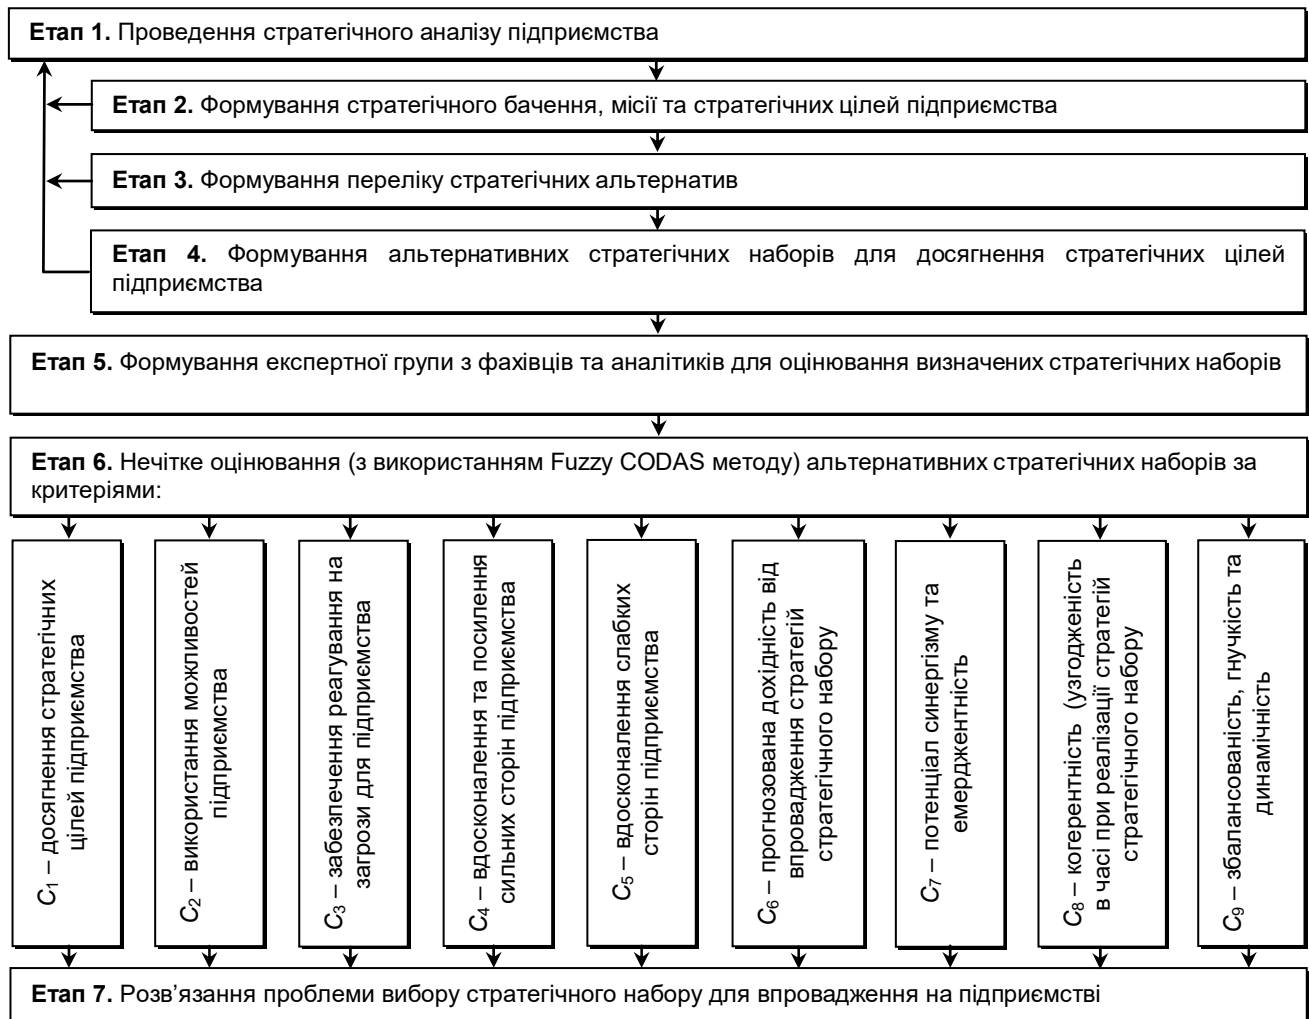 Етап 1. Проведення стратегічного аналізу підприємства
Етап 2. Формування стратегічного бачення, місії та стратегічних цілей підприємства
Етап 3. Формування переліку стратегічних альтернатив
Етап 4. Формування альтернативних стратегічних наборів для досягнення стратегічних цілей
підприємства
Етап 5. Формування експертної групи з фахівців та аналітиків для оцінювання визначених стратегічних наборів
Етап 6. Нечітке оцінювання (з використанням Fuzzy CODAS методу) альтернативних стратегічних наборів за
критеріями:
C₁ – досягнення стратегічних
цілей підприємства
C₂ – використання можливостей
підприємства
C₃ – забезпечення реагування на
загрози для підприємства
C₄ – вдосконалення та посилення
сильних сторін підприємства
C₅ – вдосконалення слабких
сторін підприємства
C₆ – прогнозована дохідність від
впровадження стратегій
стратегічного набору
C₇ – потенціал синергізму та
емерджентність
C₈ – когерентність (узгодженість
в часі при реалізації стратегій
стратегічного набору
C₉ – збалансованість, гнучкість та
динамічність
Етап 7. Розв’язання проблеми вибору стратегічного набору для впровадження на підприємстві